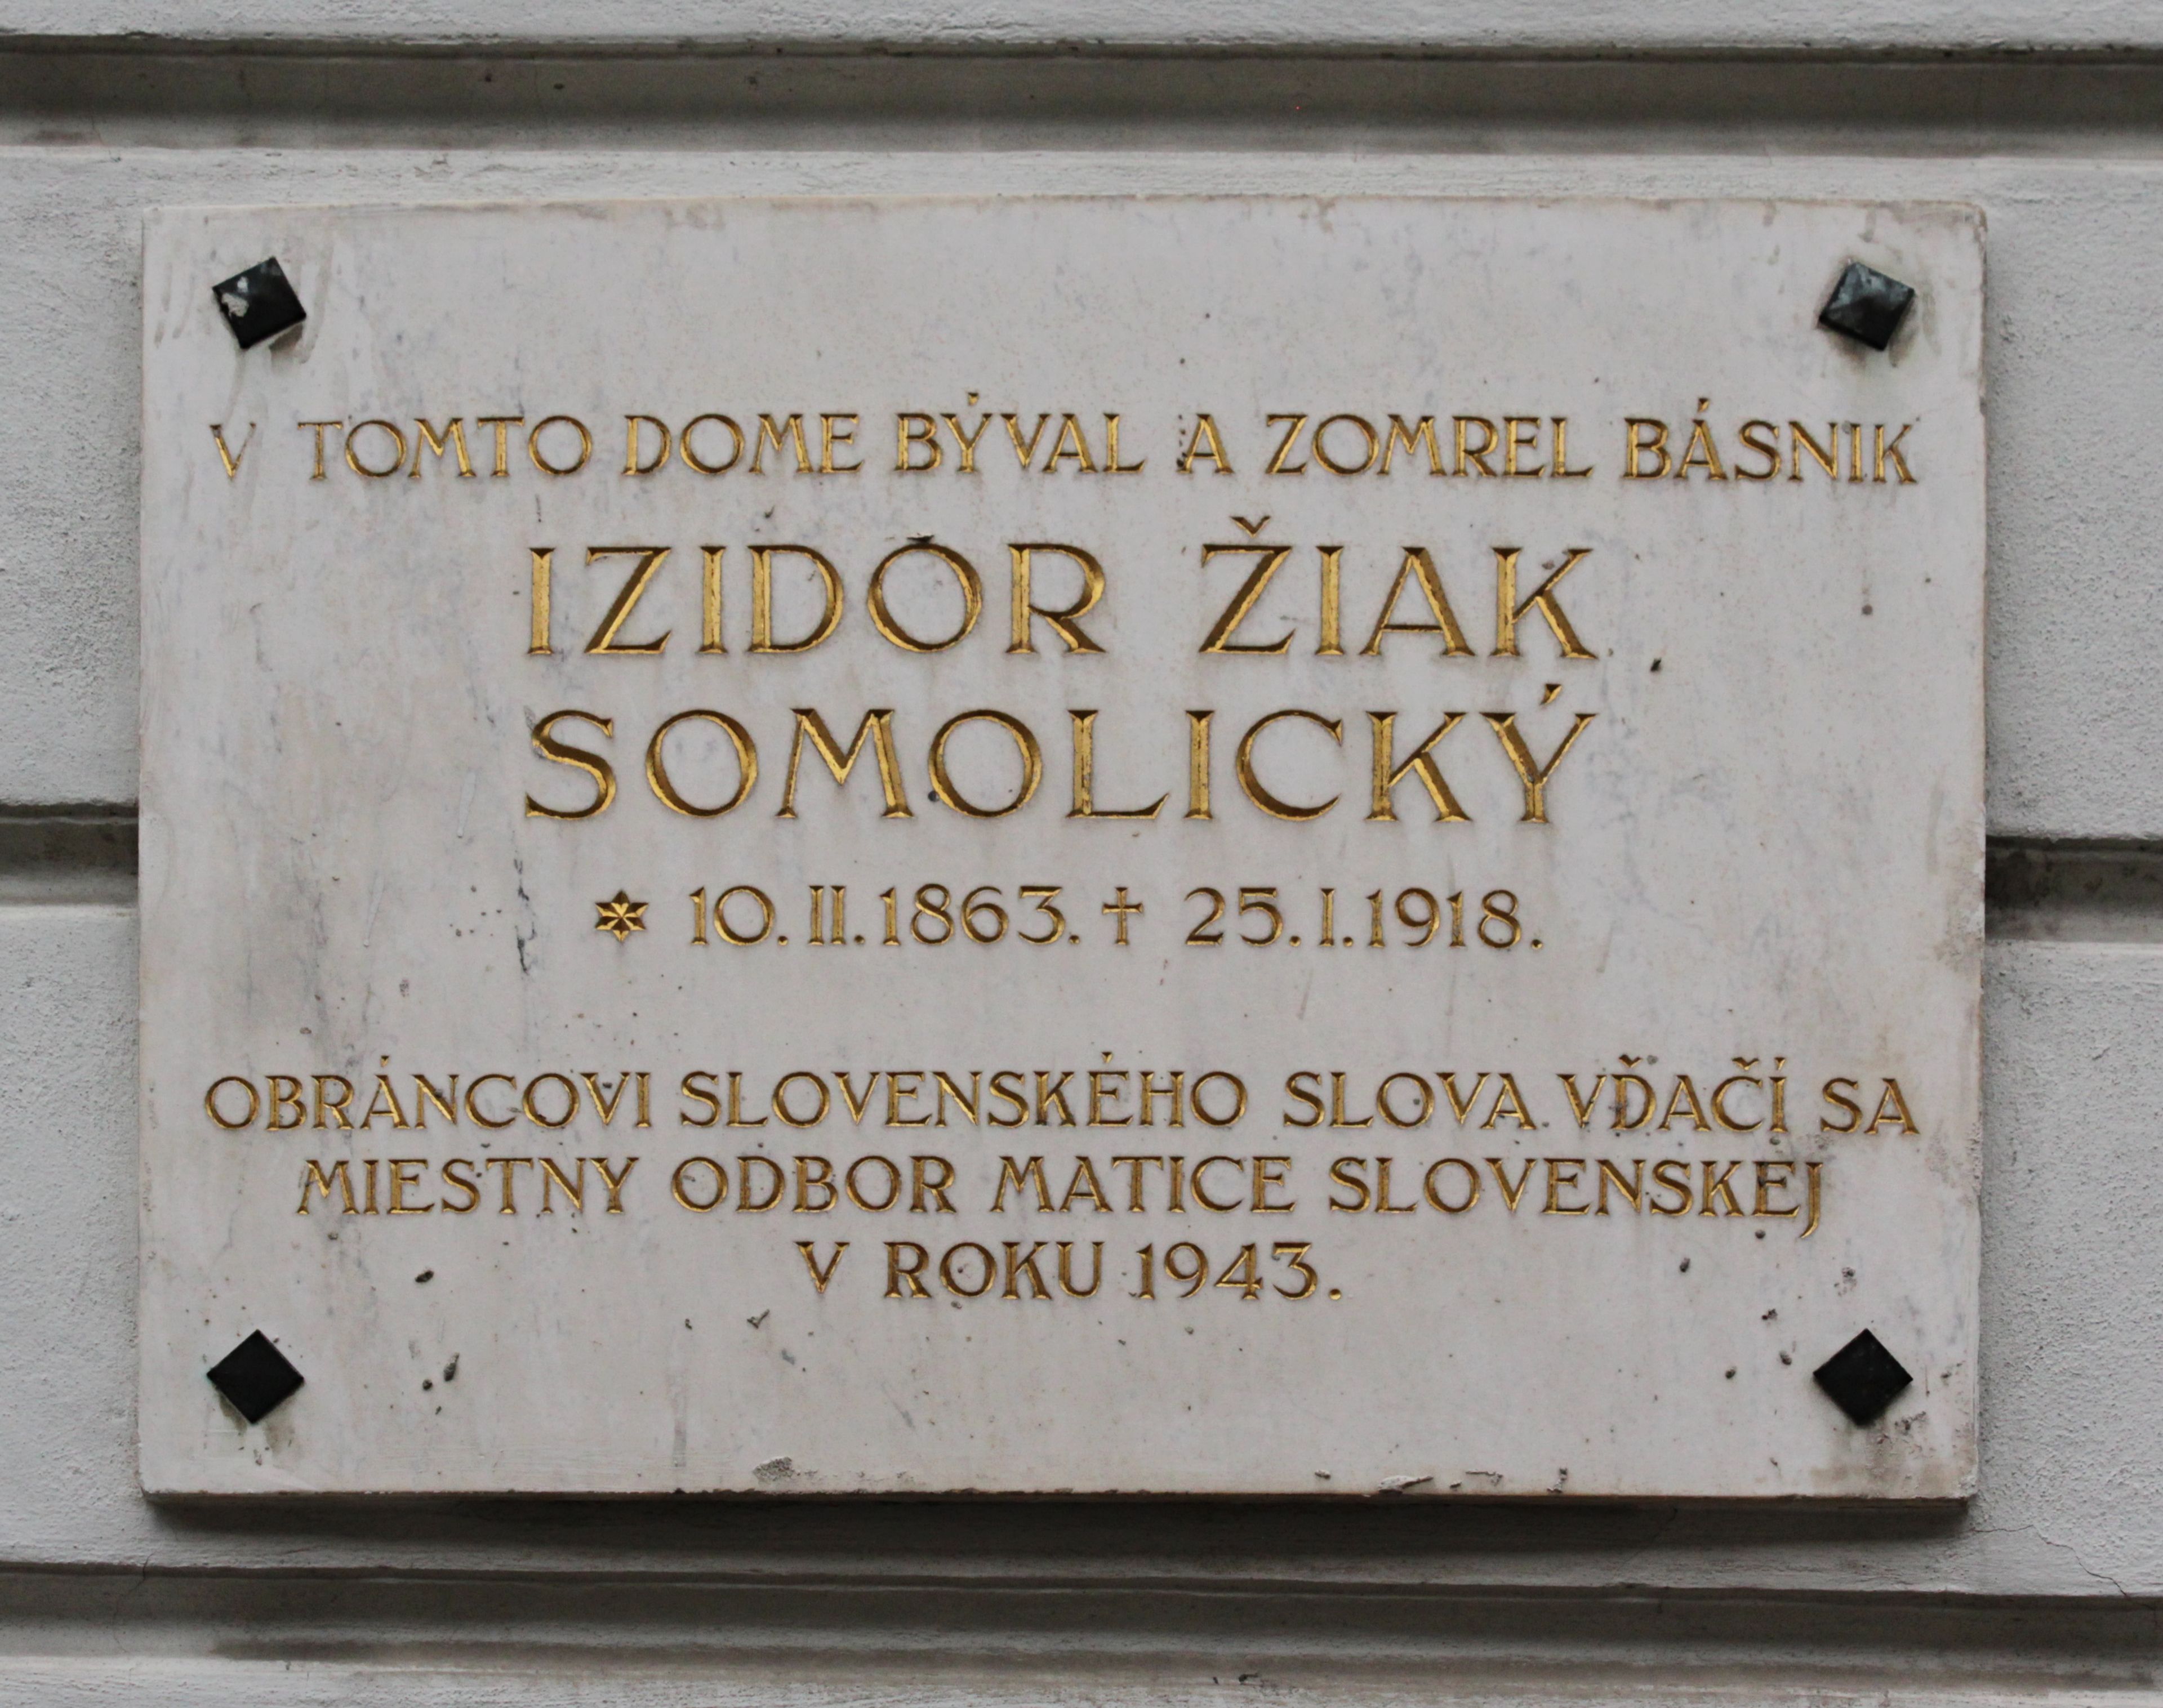 V TOMTO DOME BÝVAL A ZOMREL BÁSNIK
IZIDOR ŽIAK
SOMOLICKÝ
* 10. II. 1863. † 25. I. 1918.
OBRÁNCOVI SLOVENSKÉHO SLOVA VĎAČÍ SA
MIESTNY ODBOR MATICE SLOVENSKEJ
V ROKU 1943.